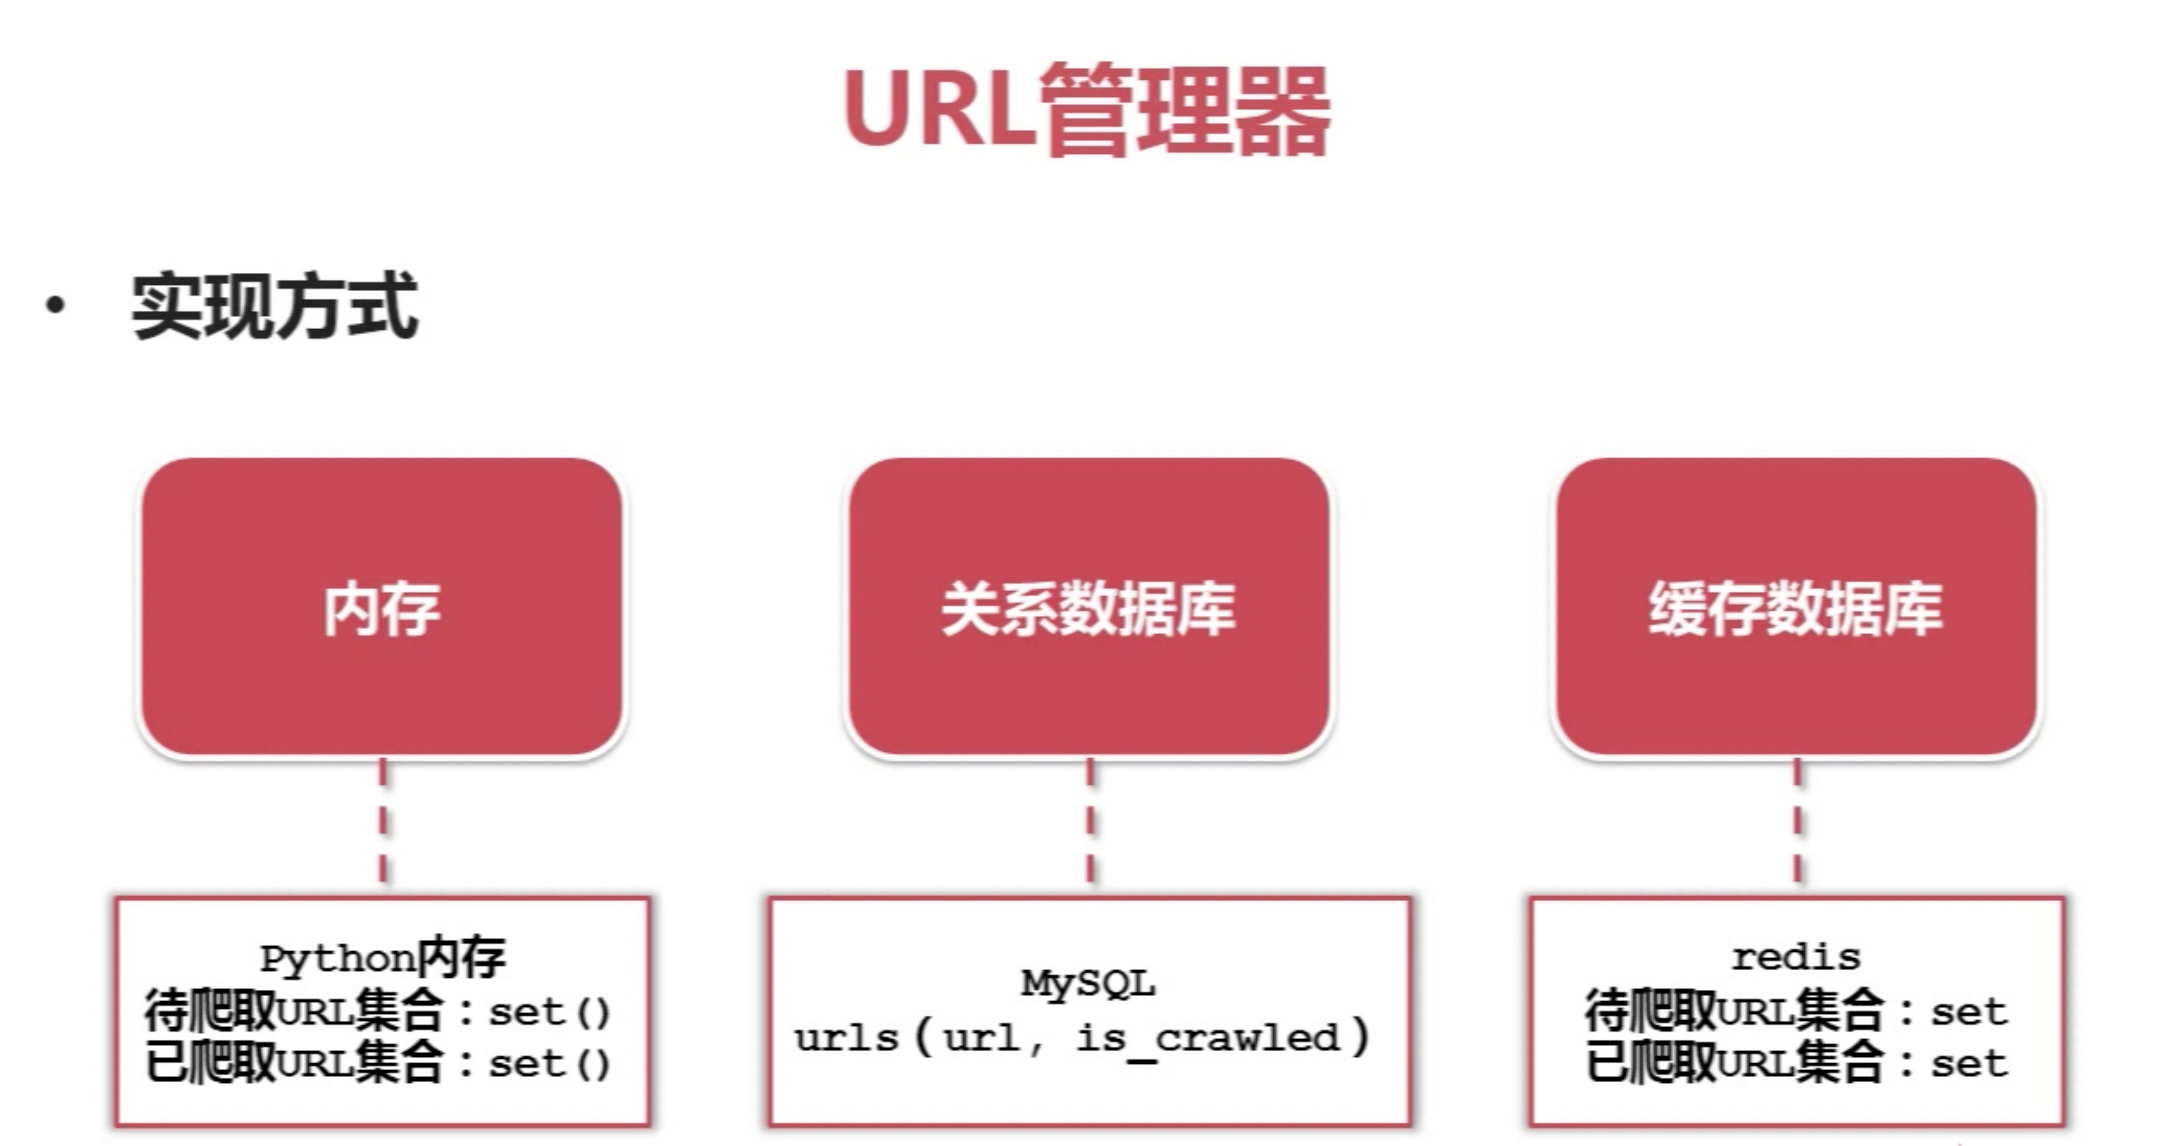 URL管理器
• 实现方式
内存
关系数据库
缓存数据库
Python内存
待爬取URL集合：set()
已爬取URL集合：set()
MySQL
urls(url, is_crawled)
redis
待爬取URL集合：set
已爬取URL集合：set